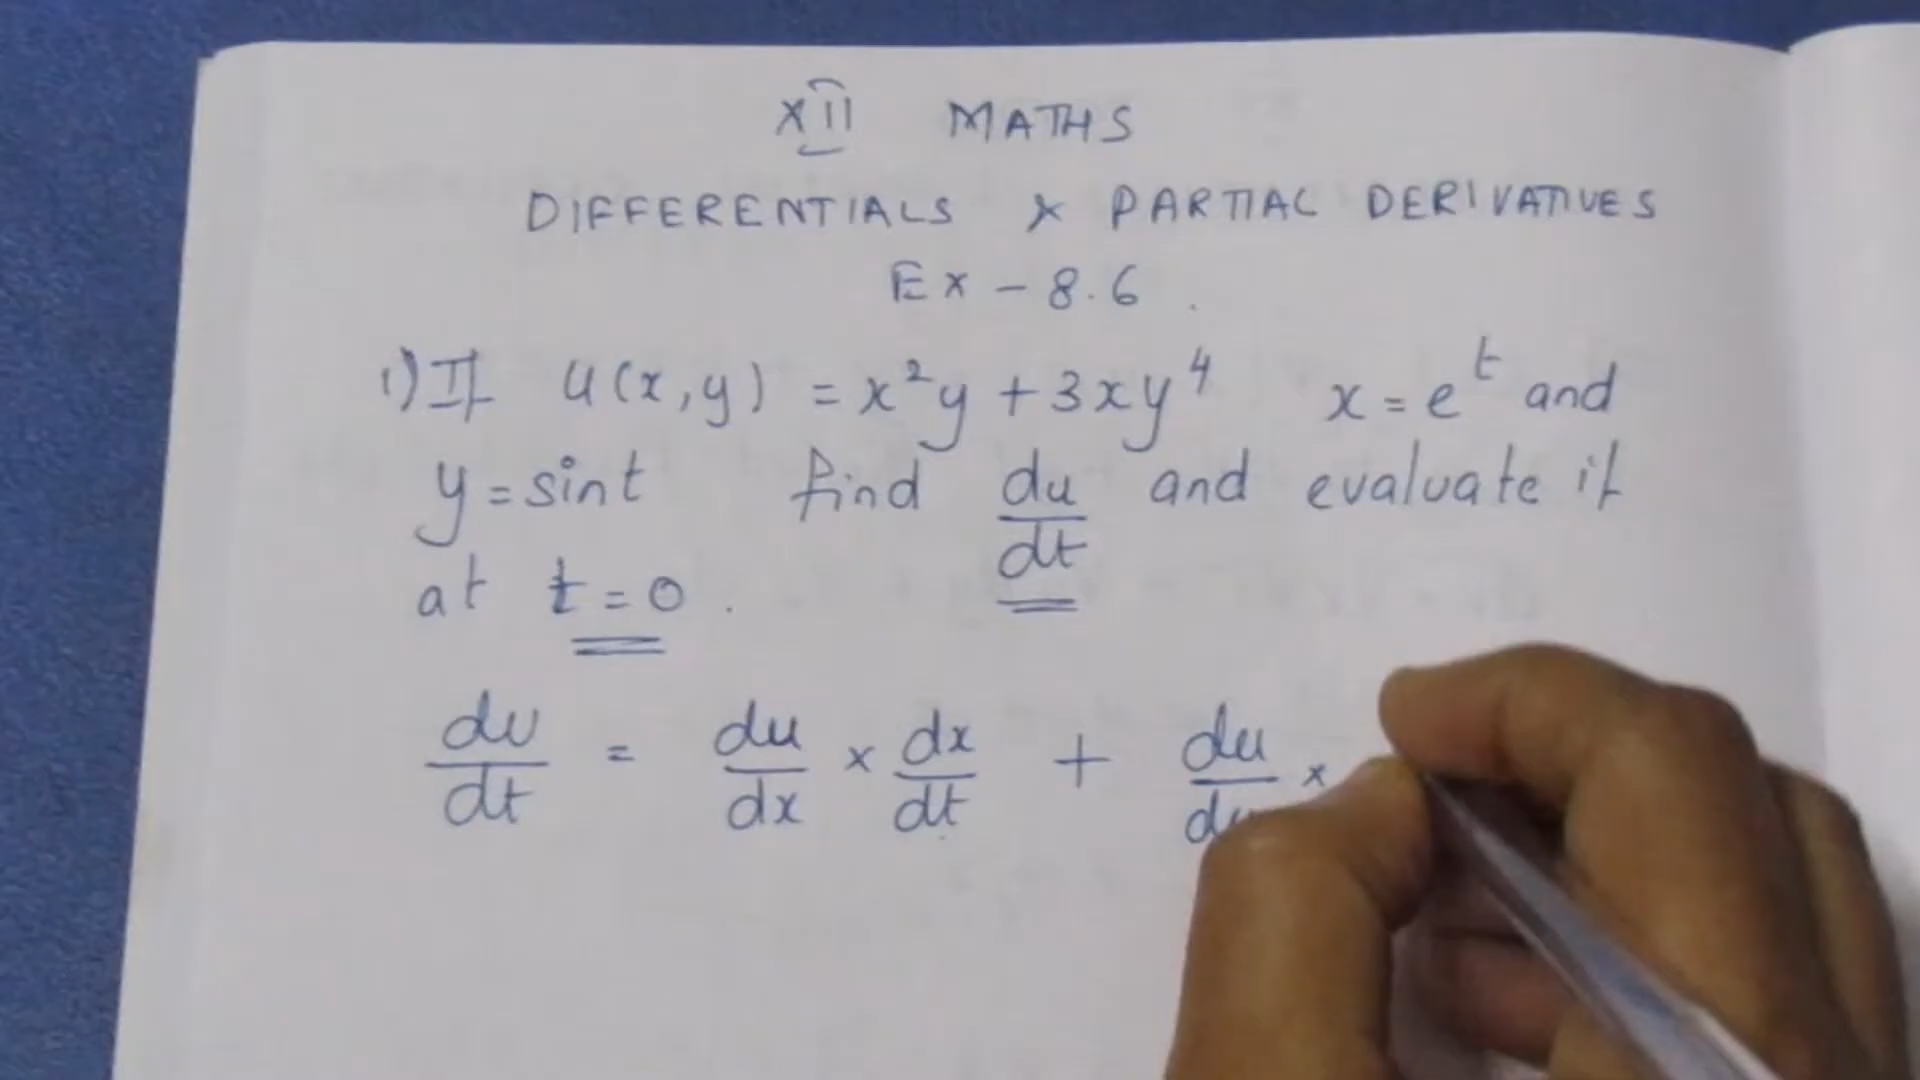 XII MATHS
DIFFERENTIALS & PARTIAL DERIVATIVES
Ex - 8.6 .
1) If u(x,y) = x²y + 3xy⁴ x = e^t and
y = sint find du/dt and evaluate it
at t = 0 .
du/dt = du/dx × dx/dt + du/dy ×